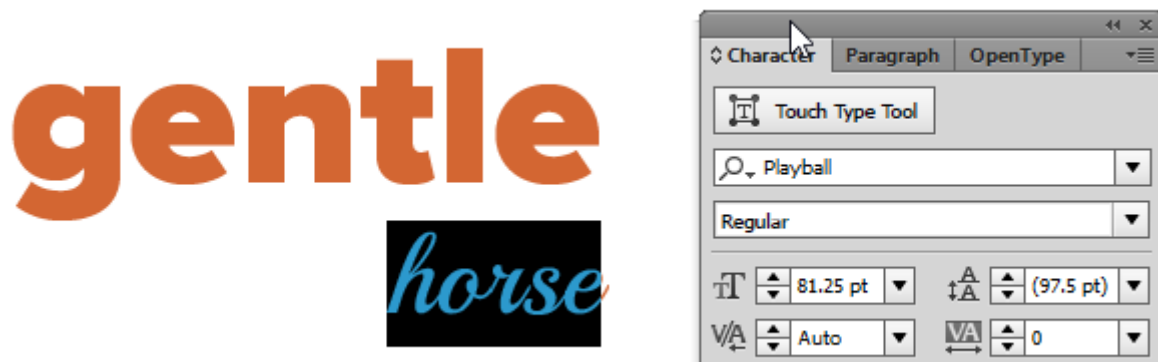 gentle
horse
Character Paragraph OpenType
Touch Type Tool
Playball
Regular
81.25 pt (97.5 pt)
Auto 0